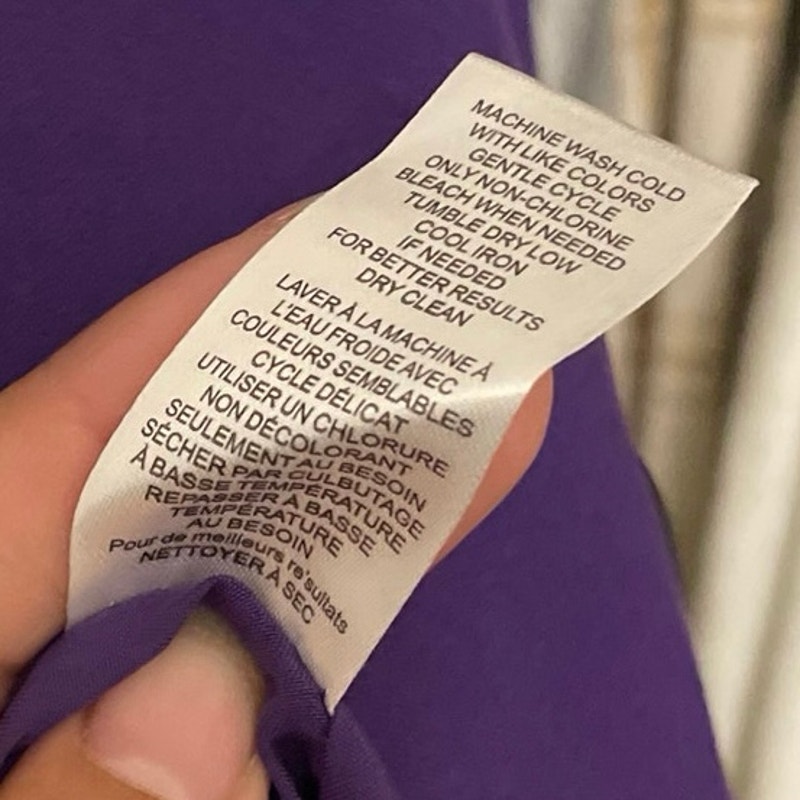 MACHINE WASH COLD
WITH LIKE COLORS
GENTLE CYCLE
ONLY NON-CHLORINE
BLEACH WHEN NEEDED
TUMBLE DRY LOW
COOL IRON
IF NEEDED
FOR BETTER RESULTS
DRY CLEAN
LAVER À LA MACHINE À
L'EAU FROIDE AVEC
COULEURS SEMBLABLES
CYCLE DÉLICAT
UTILISER UN CHLORURE
NON DÉCOLORANT
SEULEMENT AU BESOIN
SÉCHER PAR CULBUTAGE
À BASSE TEMPÉRATURE
REPASSER À BASSE
TEMPÉRATURE
AU BESOIN
Pour de meilleurs re'sultats
NETTOYER À SEC